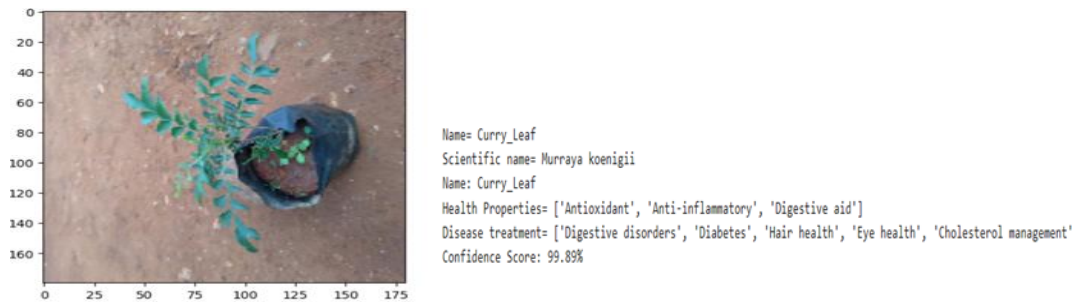 0
20
40
60
80
100
120
140
160
0 25 50 75 100 125 150 175
Name= Curry_Leaf
Scientific name= Murraya koenigii
Name: Curry_Leaf
Health Properties= ['Antioxidant', 'Anti-inflammatory', 'Digestive aid']
Disease treatment= ['Digestive disorders', 'Diabetes', 'Hair health', 'Eye health', 'Cholesterol management'
Confidence Score: 99.89%